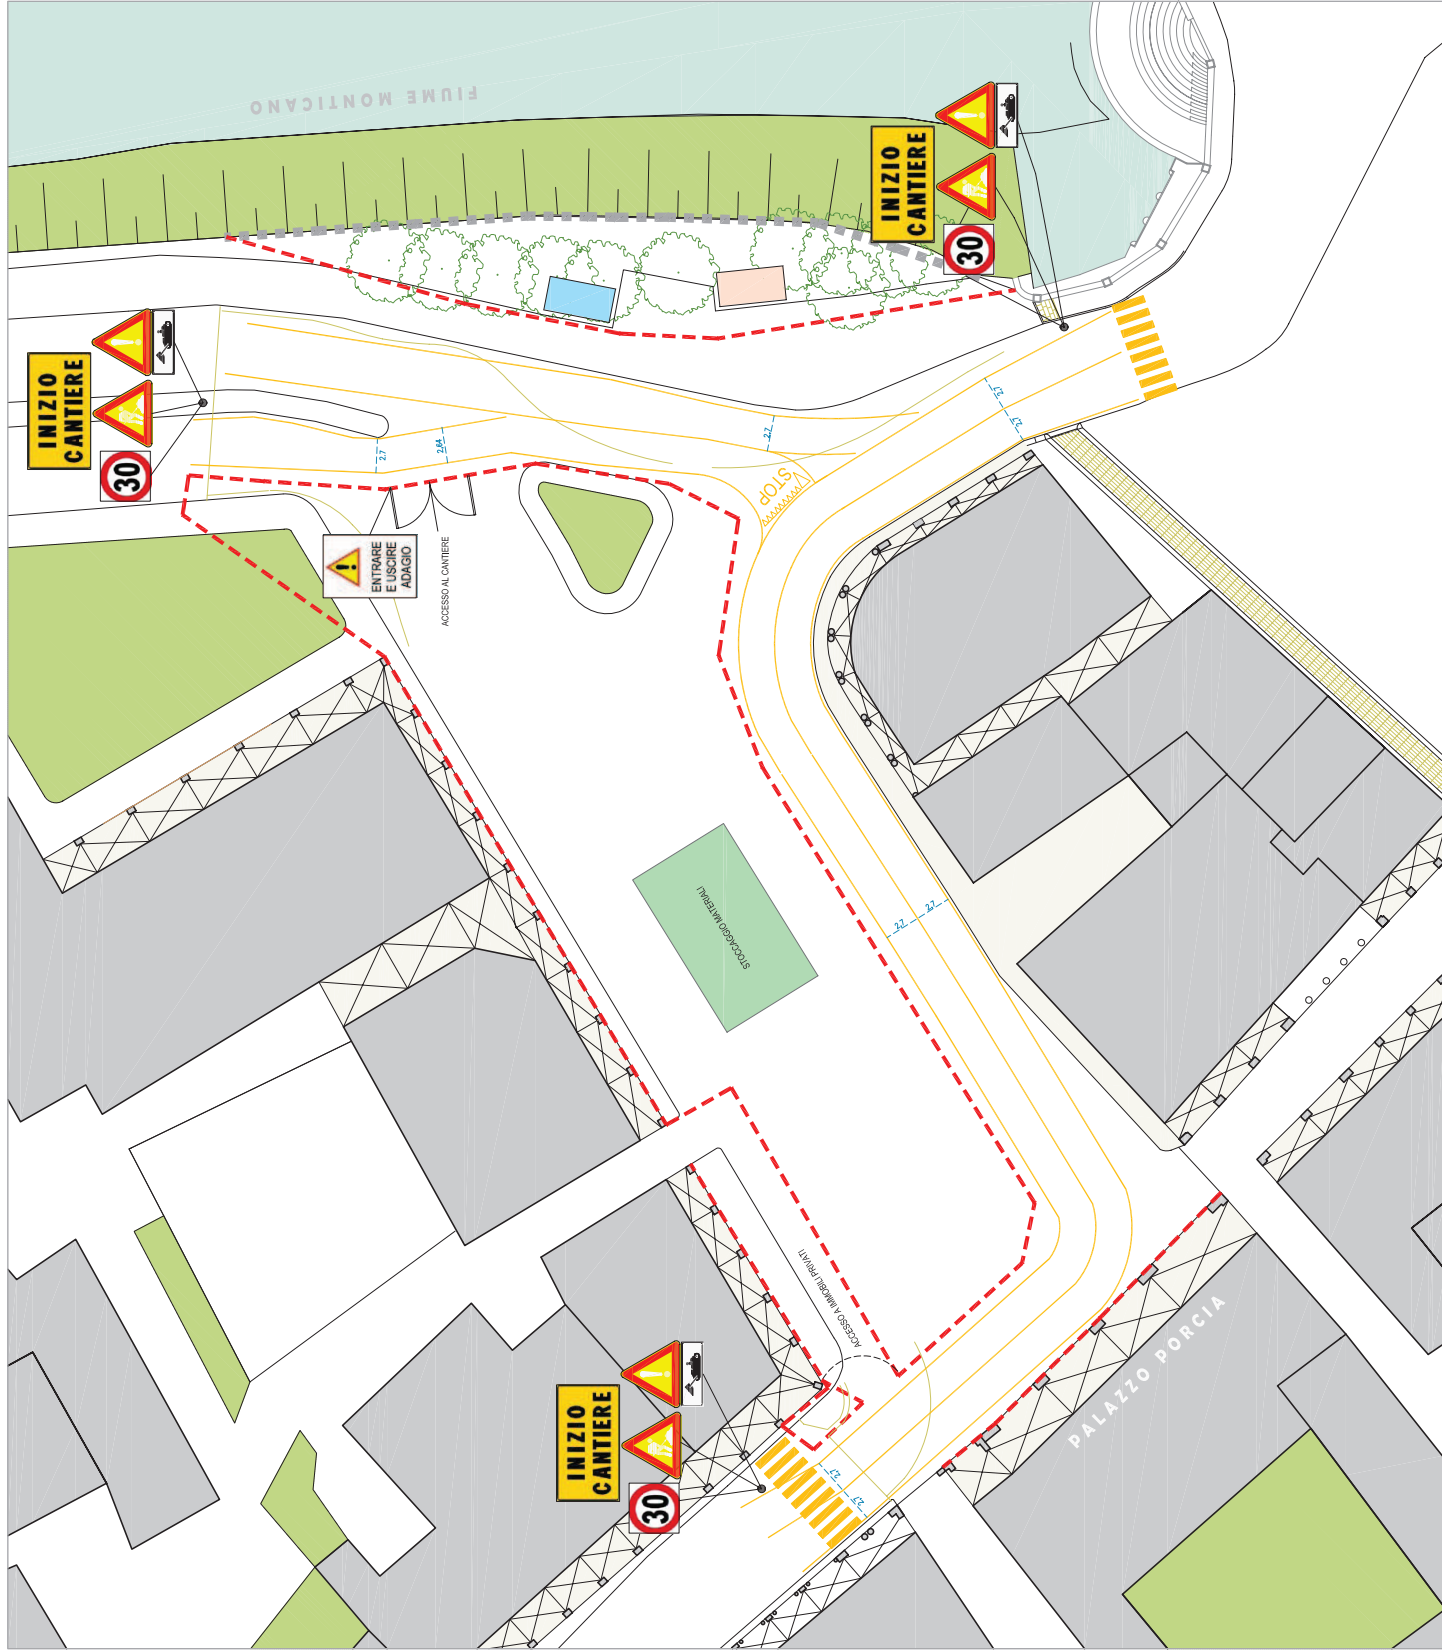 FIUME MONTICANO
INIZIO
CANTIERE
30
INIZIO
CANTIERE
30
2.7
2.64
2.7
2.7
2.7
STOP
ENTRARE
E USCIRE
ADAGIO
ACCESSO AL CANTIERE
STOCCAGGIO MATERIALI
2.7
2.7
ACCESSO A IMMOBILI PRIVATI
INIZIO
CANTIERE
30
2.7
2.7
PALAZZO PORCIA